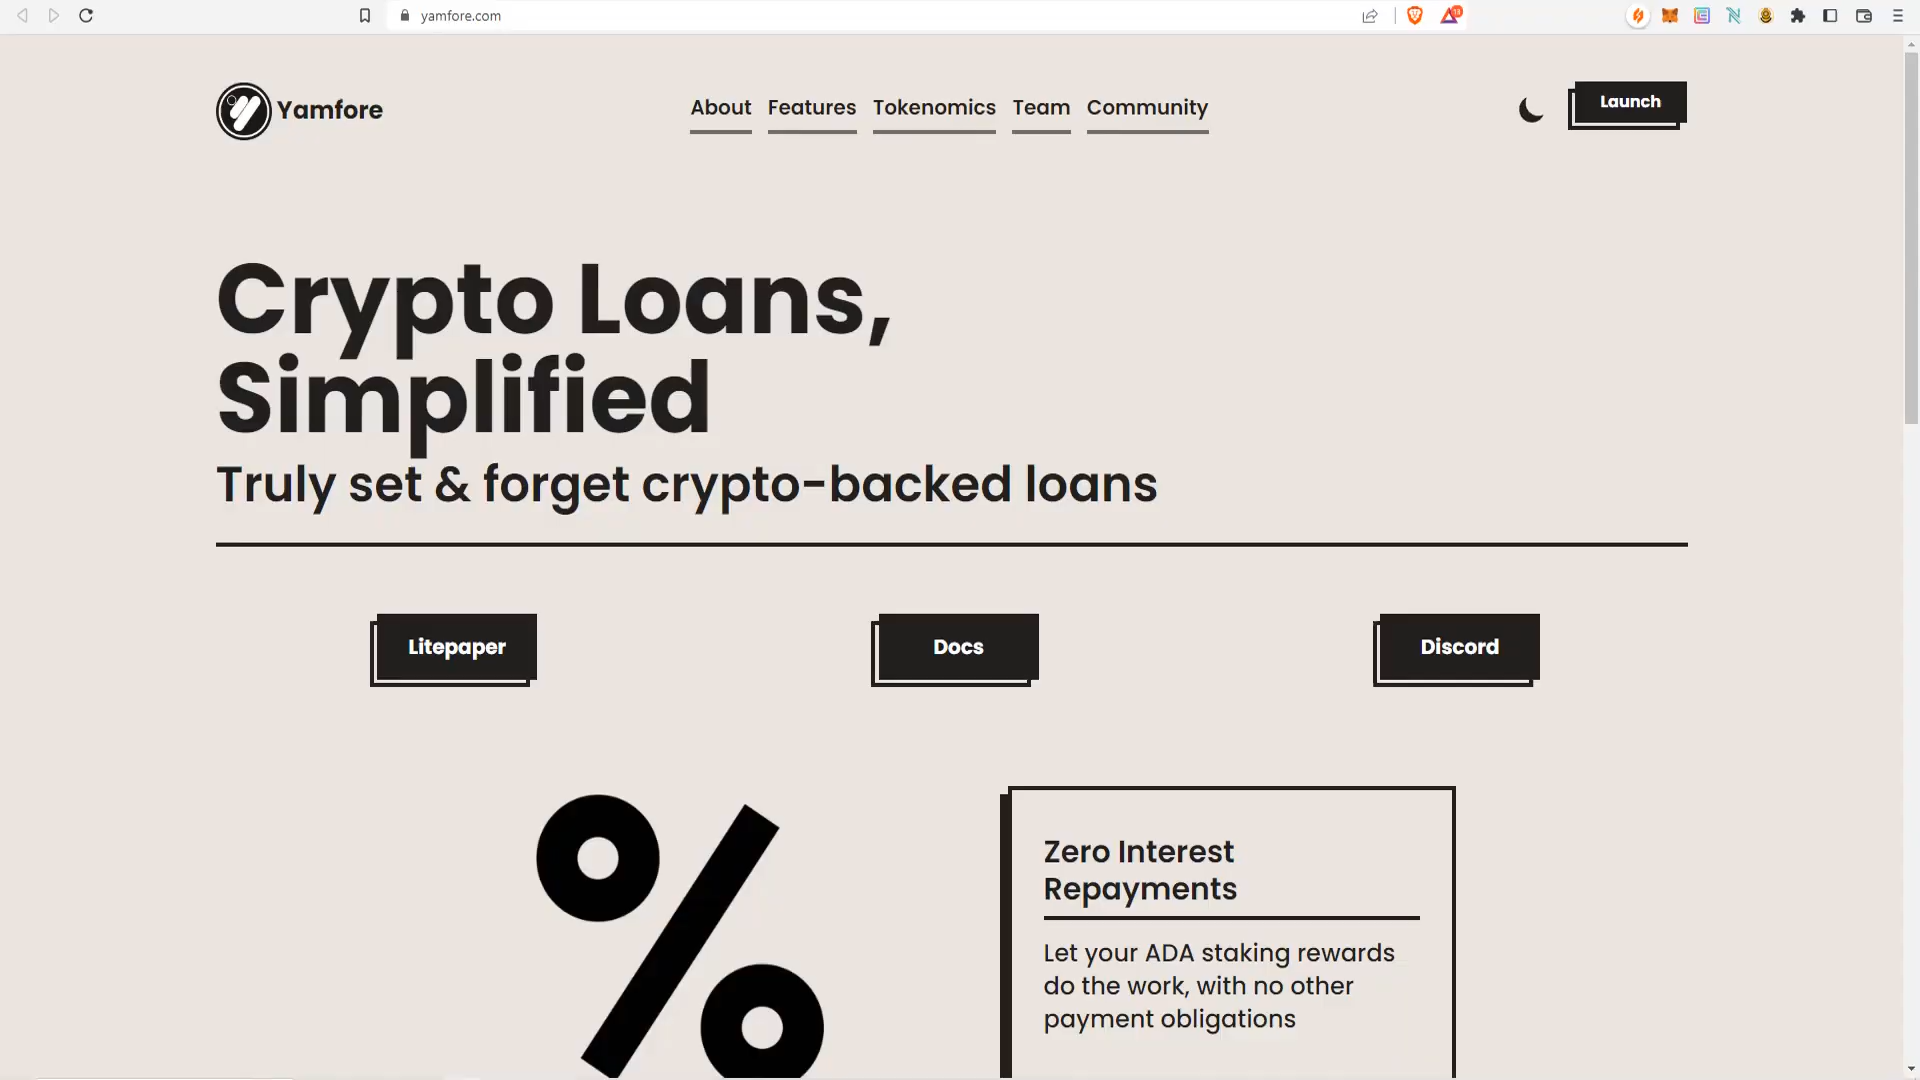 yamfore.com
Yamfore
About Features Tokenomics Team Community
Launch
Crypto Loans,
Simplified
Truly set & forget crypto-backed loans
Litepaper Docs Discord
%
Zero Interest
Repayments
Let your ADA staking rewards
do the work, with no other
payment obligations